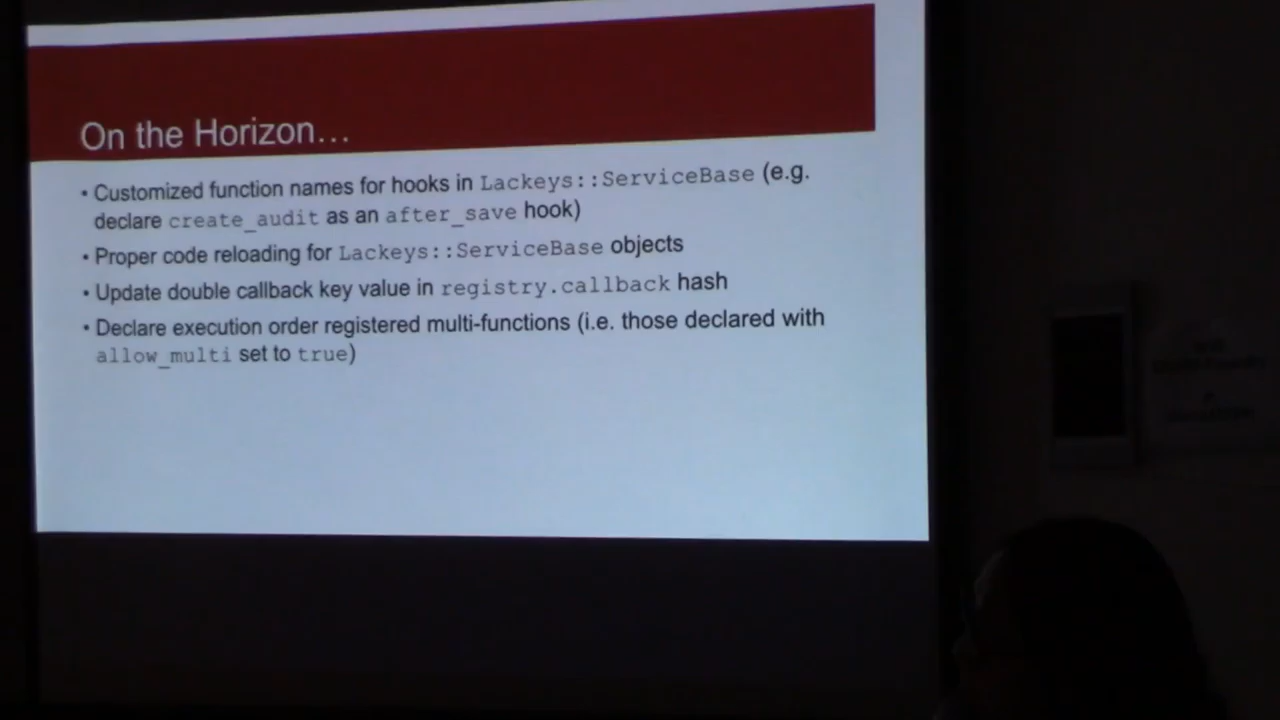 On the Horizon…
• Customized function names for hooks in Lackeys::ServiceBase (e.g.
declare create_audit as an after_save hook)
• Proper code reloading for Lackeys::ServiceBase objects
• Update double callback key value in registry.callback hash
• Declare execution order registered multi-functions (i.e. those declared with
allow_multi set to true)